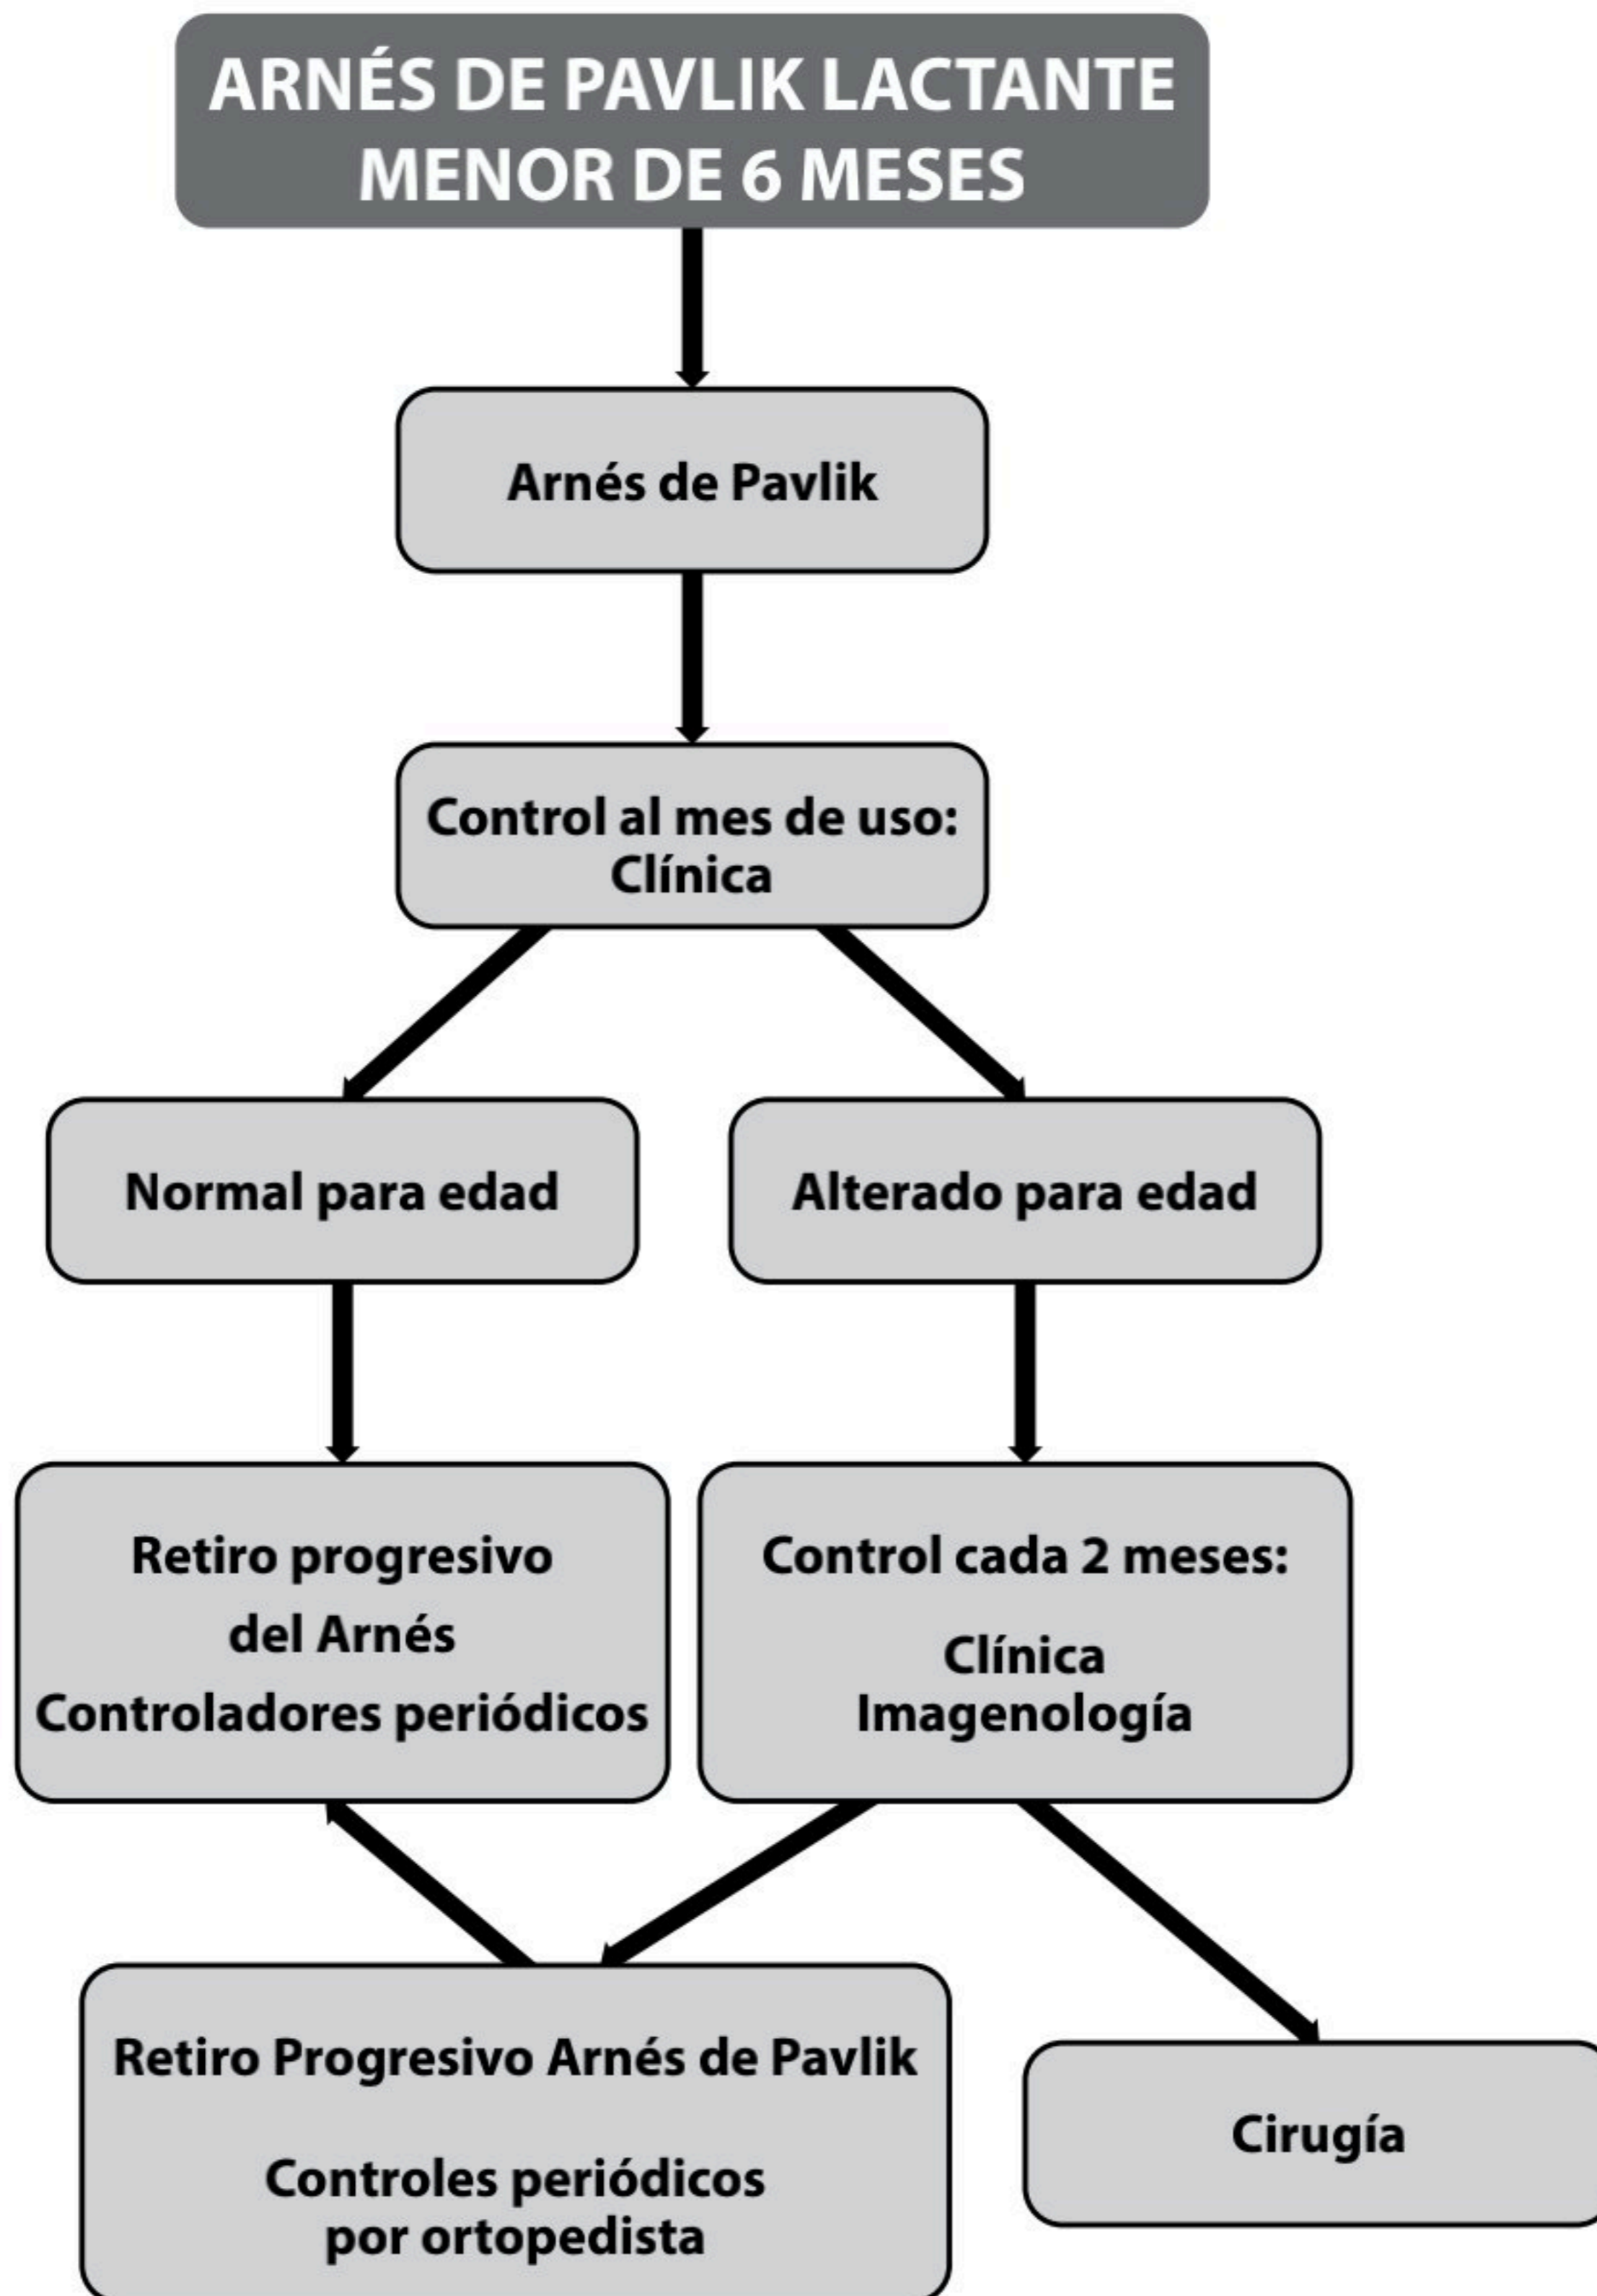 ARNÉS DE PAVLIK LACTANTE
MENOR DE 6 MESES
Arnés de Pavlik
Control al mes de uso:
Clínica
Normal para edad
Alterado para edad
Retiro progresivo
del Arnés
Controladores periódicos
Control cada 2 meses:
Clínica
Imagenología
Retiro Progresivo Arnés de Pavlik
Controles periódicos
por ortopedista
Cirugía